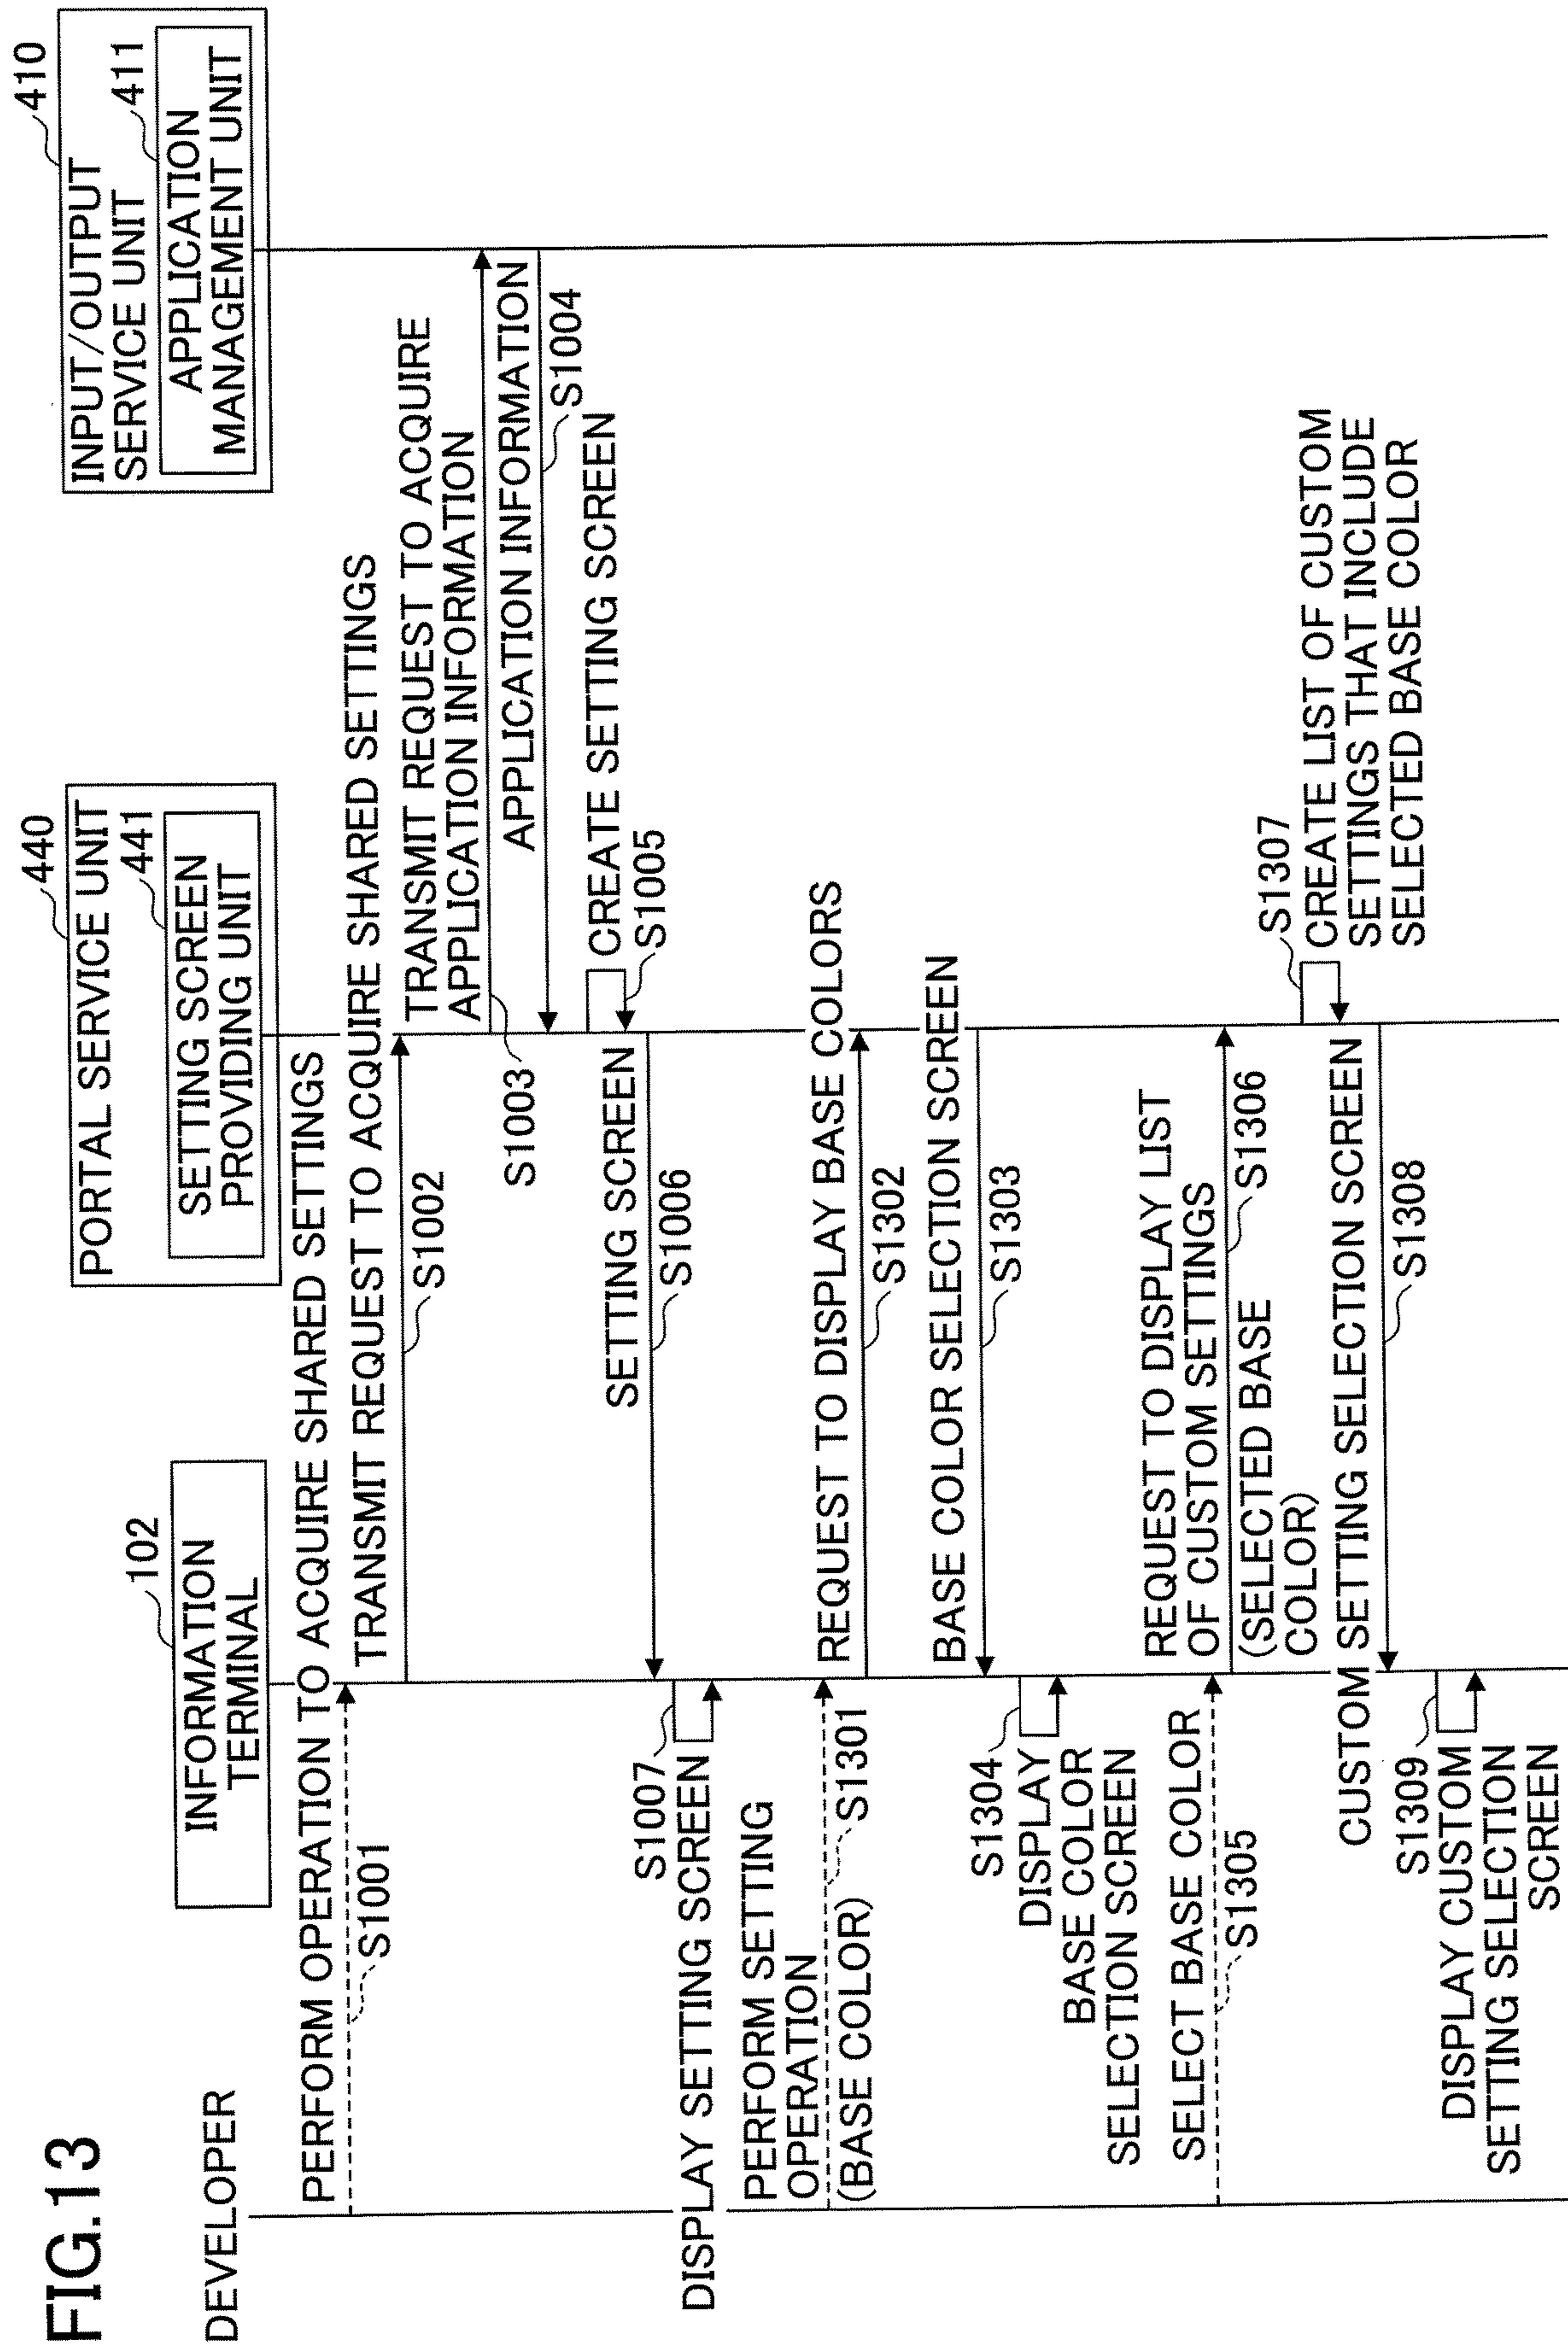 FIG.13
DEVELOPER
102
INFORMATION
TERMINAL
440
PORTAL SERVICE UNIT
441
SETTING SCREEN
PROVIDING UNIT
410
INPUT/OUTPUT
SERVICE UNIT
411
APPLICATION
MANAGEMENT UNIT
PERFORM OPERATION TO ACQUIRE SHARED SETTINGS
S1001
TRANSMIT REQUEST TO ACQUIRE SHARED SETTINGS
S1002
TRANSMIT REQUEST TO ACQUIRE
APPLICATION INFORMATION
S1003
APPLICATION INFORMATION
S1004
CREATE SETTING SCREEN
S1005
SETTING SCREEN
S1006
S1007
DISPLAY SETTING SCREEN
PERFORM SETTING
OPERATION
S1301
(BASE COLOR)
REQUEST TO DISPLAY BASE COLORS
S1302
BASE COLOR SELECTION SCREEN
S1303
S1304
DISPLAY
BASE COLOR
SELECTION SCREEN
SELECT BASE COLOR
S1305
REQUEST TO DISPLAY LIST
OF CUSTOM SETTINGS
S1306
(SELECTED BASE
COLOR)
S1307
CREATE LIST OF CUSTOM
SETTINGS THAT INCLUDE
SELECTED BASE COLOR
CUSTOM SETTING SELECTION SCREEN
S1308
S1309
DISPLAY CUSTOM
SETTING SELECTION
SCREEN